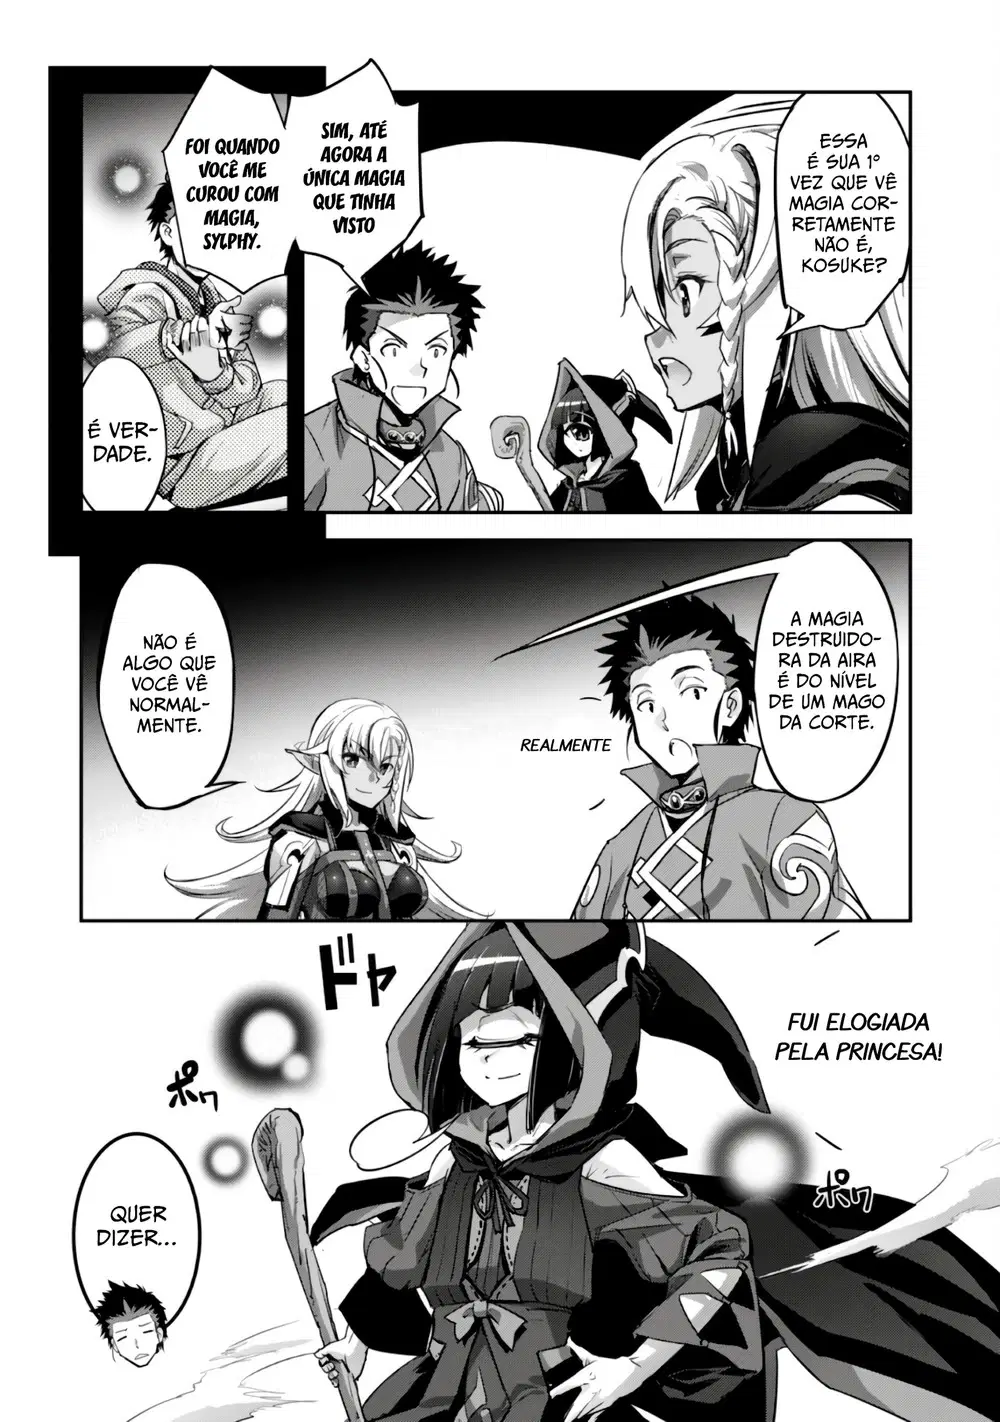 ESSA
É SUA 1°
VEZ QUE VÊ
MAGIA COR-
RETAMENTE
NÃO É,
KOSUKE?
SIM, ATÉ
AGORA A
ÚNICA MAGIA
QUE TINHA
VISTO
FOI QUANDO
VOCÊ ME
CUROU COM
MAGIA,
SYLPHY.
É VER-
DADE.
A MAGIA
DESTRUIDO-
RA DA AIRA
É DO NÍVEL
DE UM MAGO
DA CORTE.
REALMENTE
NÃO É
ALGO QUE
VOCÊ VÊ
NORMAL-
MENTE.
ドヤ
FUI ELOGIADA
PELA PRINCESA!
ポワ
ポワ
QUER
DIZER...